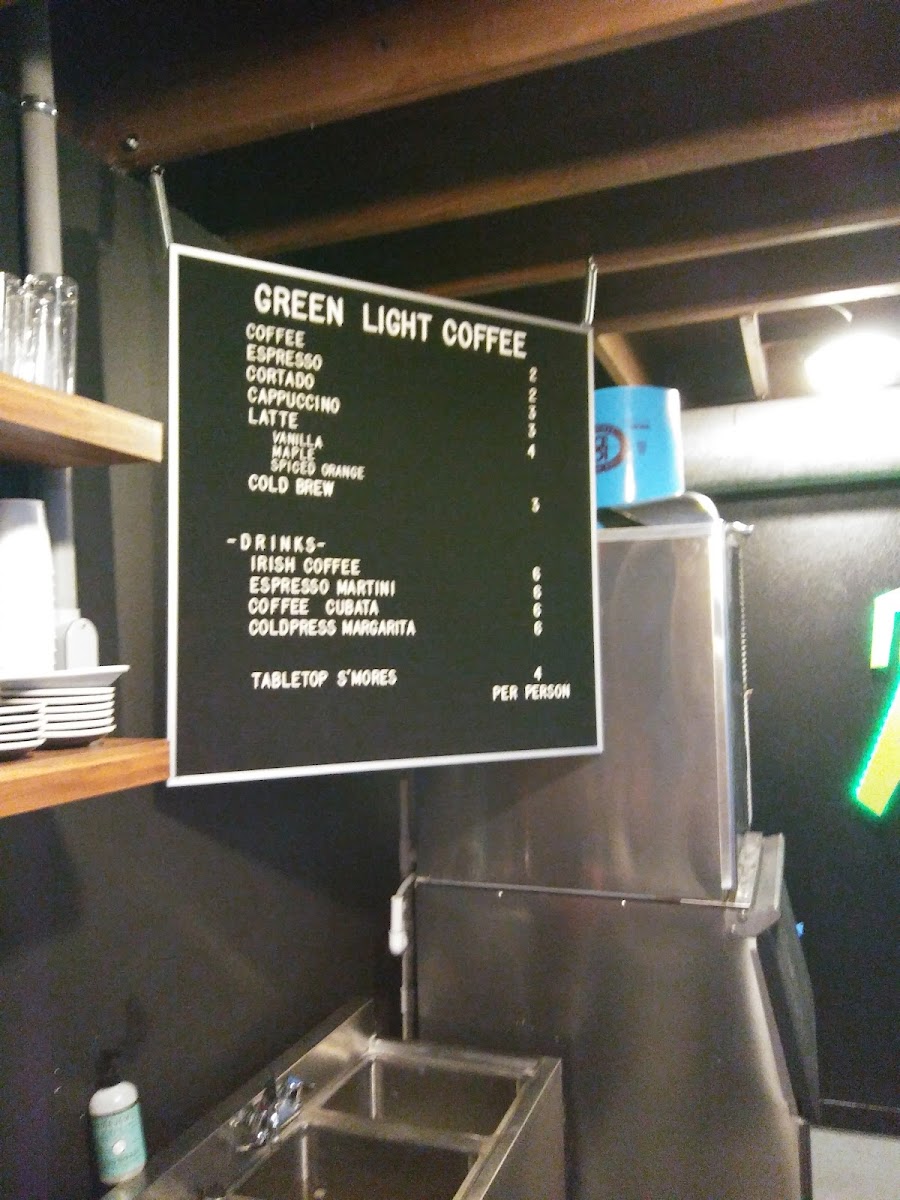 GREEN LIGHT COFFEE
COFFEE 2
ESPRESSO 2
CORTADO 3
CAPPUCCINO 3
LATTE 4
VANILLA
MAPLE
SPICED ORANGE
COLD BREW 3
-DRINKS-
IRISH COFFEE 6
ESPRESSO MARTINI 6
COFFEE CUBATA 6
COLDPRESS MARGARITA 6
TABLETOP S'MORES 4
PER PERSON